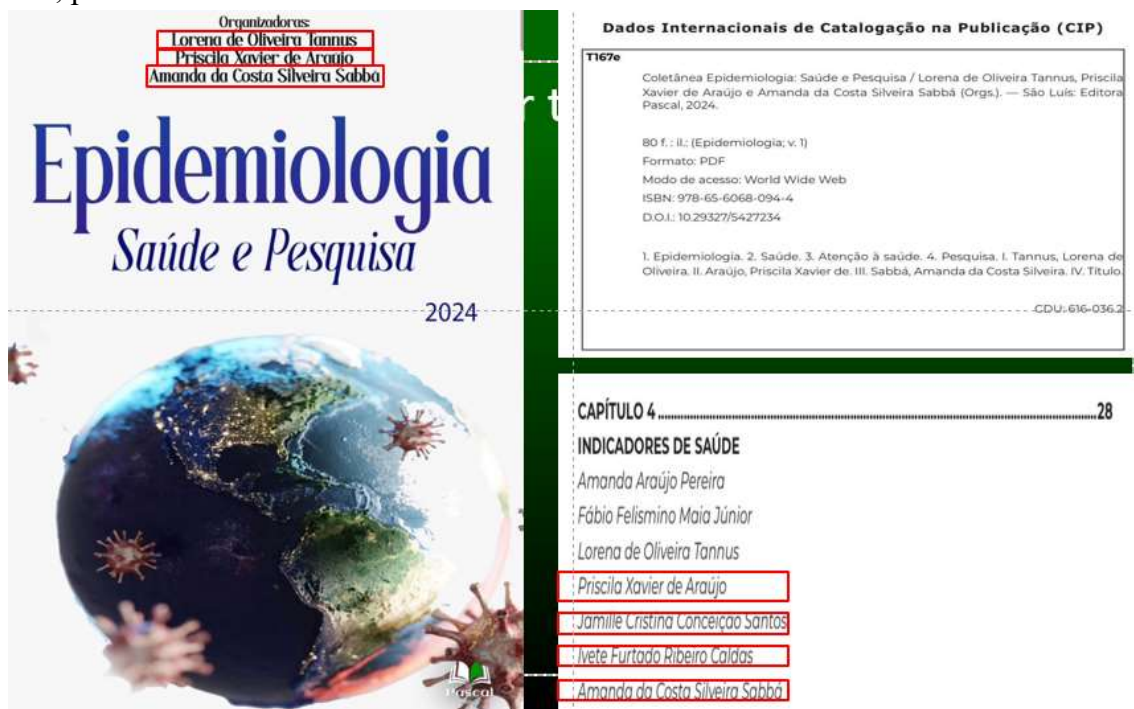 Organizadoras:
Lorena de Oliveira Tannus
Priscila Xavier de Araújo
Amanda da Costa Silveira Sabbá
Epidemiologia
Saúde e Pesquisa
2024
Pascal
Dados Internacionais de Catalogação na Publicação (CIP)
T167e
Coletânea Epidemiologia: Saúde e Pesquisa / Lorena de Oliveira Tannus, Priscila
Xavier de Araújo e Amanda da Costa Silveira Sabbá (Orgs.). — São Luís: Editora
Pascal, 2024.
80 f. : il.: (Epidemiologia; v. 1)
Formato: PDF
Modo de acesso: World Wide Web
ISBN: 978-65-6068-094-4
D.O.I.: 10.29327/5427234
1. Epidemiologia. 2. Saúde. 3. Atenção à saúde. 4. Pesquisa. I. Tannus, Lorena de
Oliveira. II. Araújo, Priscila Xavier de. III. Sabbá, Amanda da Costa Silveira. IV. Título.
CDU: 616-036.2
CAPÍTULO 4 ........................................ 28
INDICADORES DE SAÚDE
Amanda Araújo Pereira
Fábio Felismino Maia Júnior
Lorena de Oliveira Tannus
Priscila Xavier de Araújo
Jamille Cristina Conceição Santos
Ivete Furtado Ribeiro Caldas
Amanda da Costa Silveira Sabbá